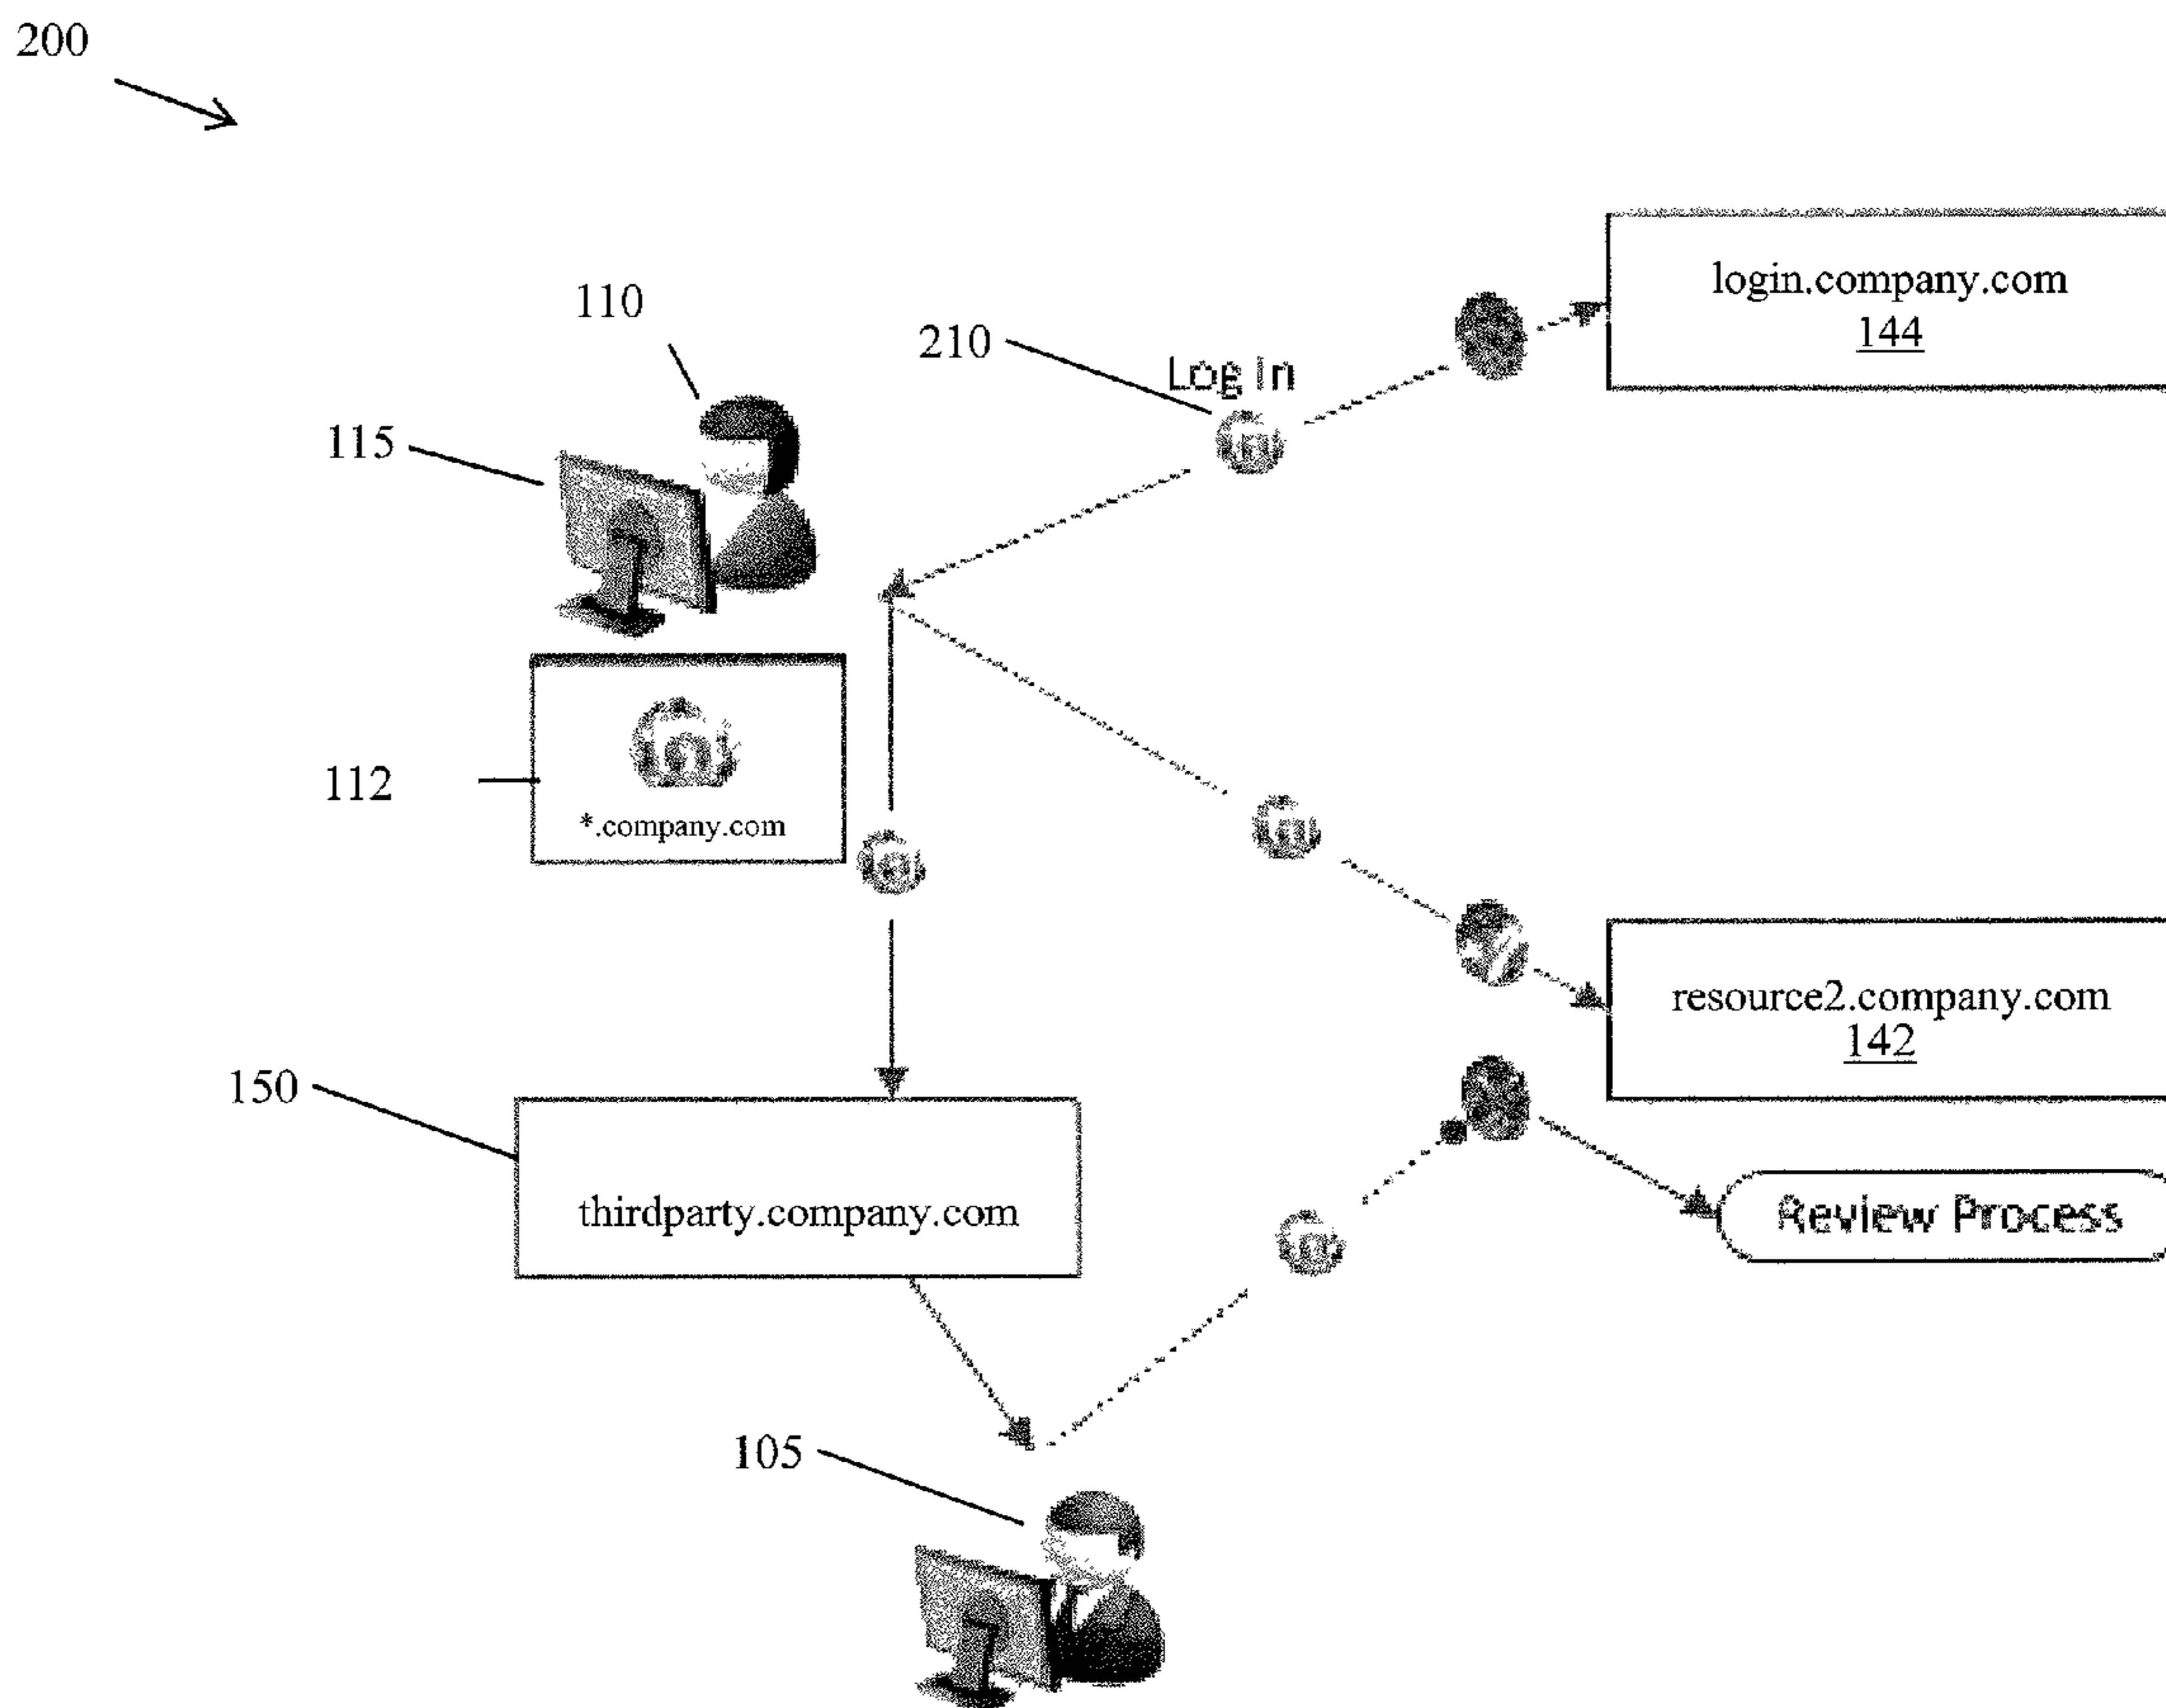 200
login.company.com
144
110
210
Log In
115
112
*.company.com
resource2.company.com
142
150
thirdparty.company.com
Review Process
105